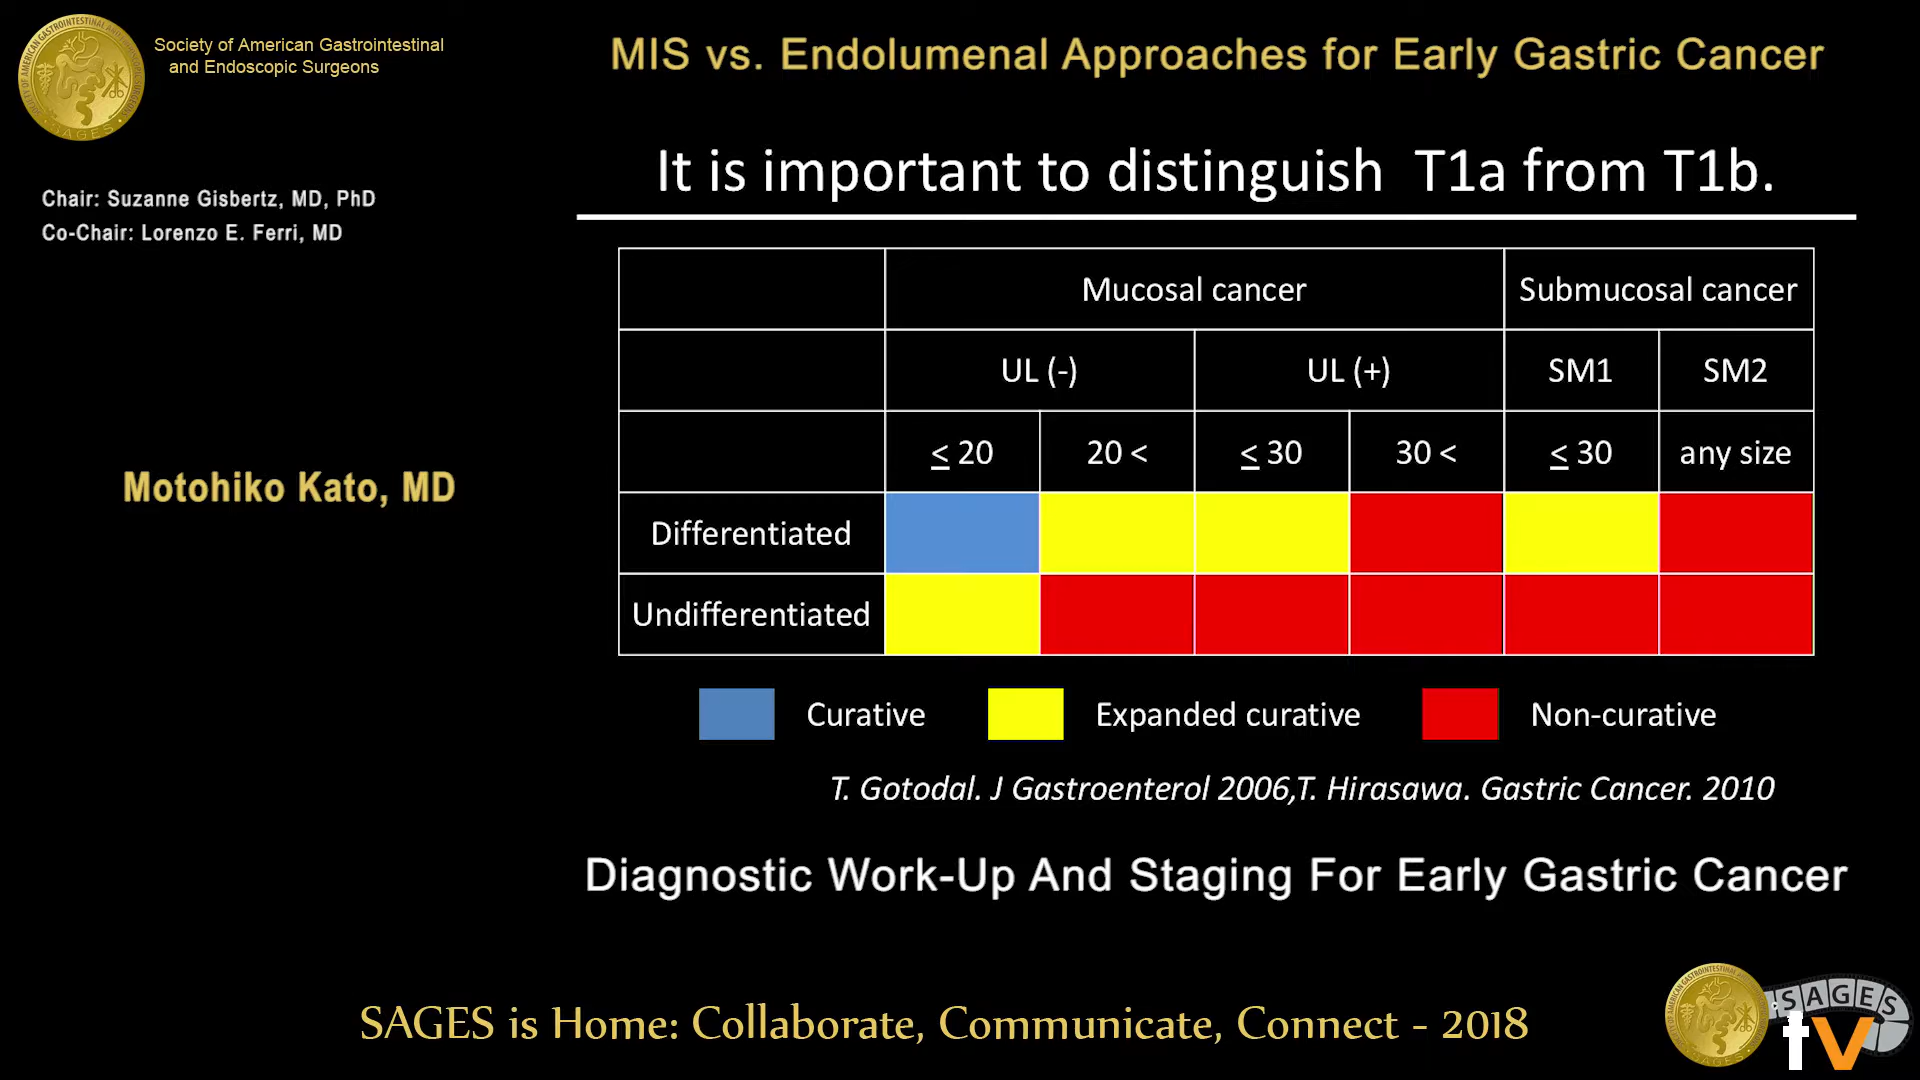 Society of American Gastrointestinal
and Endoscopic Surgeons
MIS vs. Endolumenal Approaches for Early Gastric Cancer
Chair: Suzanne Gisbertz, MD, PhD
Co-Chair: Lorenzo E. Ferri, MD
Motohiko Kato, MD
It is important to distinguish T1a from T1b.
Mucosal cancer Submucosal cancer
UL (-) UL (+) SM1 SM2
≤ 20 20 < ≤ 30 30 < ≤ 30 any size
Differentiated
Undifferentiated
Curative Expanded curative Non-curative
T. Gotodal. J Gastroenterol 2006,T. Hirasawa. Gastric Cancer. 2010
Diagnostic Work-Up And Staging For Early Gastric Cancer
SAGES is Home: Collaborate, Communicate, Connect - 2018
SAGES
tv